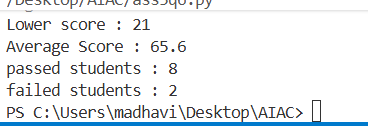 /Desktop/AIAC/ass5q6.py
Lower score : 21
Average Score : 65.6
passed students : 8
failed students : 2
PS C:\Users\madhavi\Desktop\AIAC>